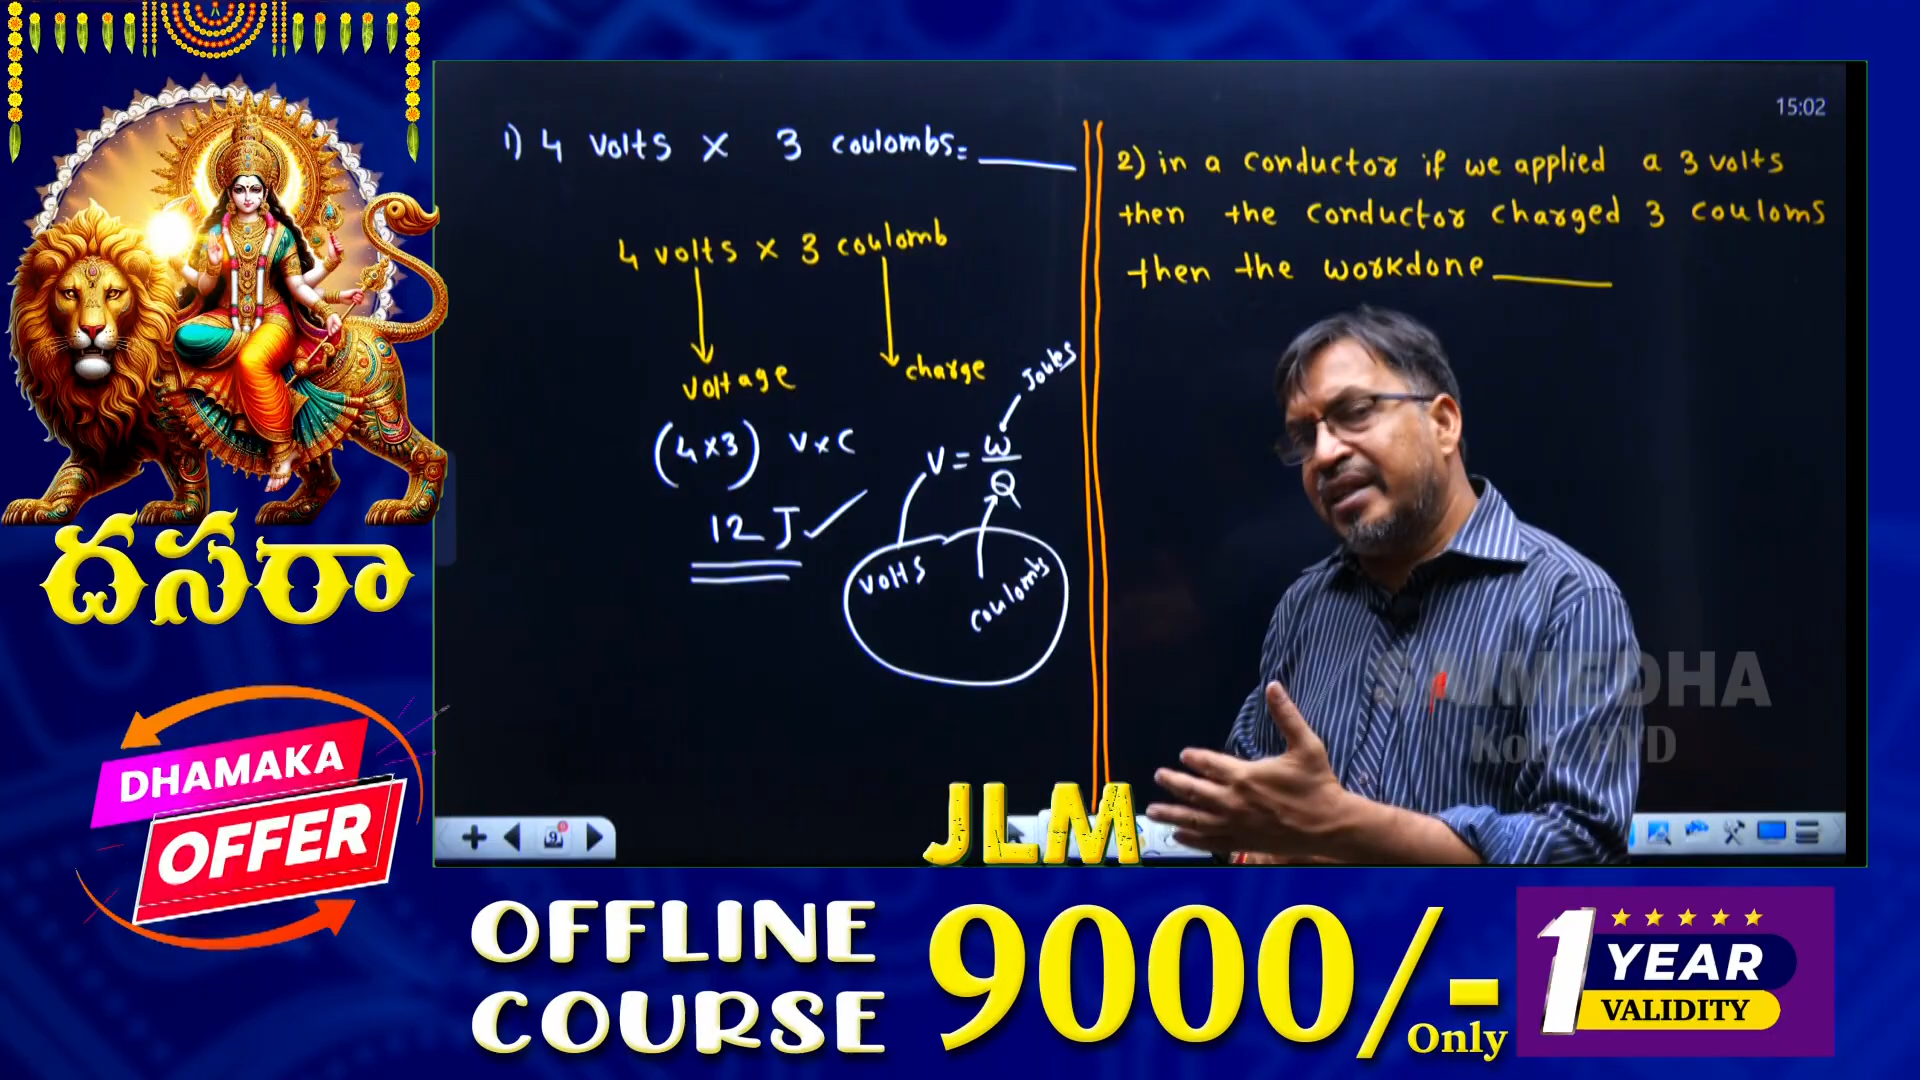 15:02
1) 4 volts x 3 coulombs = ____
4 volts x 3 coulomb
voltage
charge
(4x3) V x C
12 J ✓
V = W/Q
Joules
volts
coulombs
2) in a conductor if we applied a 3 volts
then the conductor charged 3 couloms
then the workdone ____
SAIMEDHA
దసరా
DHAMAKA
OFFER
JLM
OFFLINE
COURSE
9000/-
Only
1 YEAR
VALIDITY